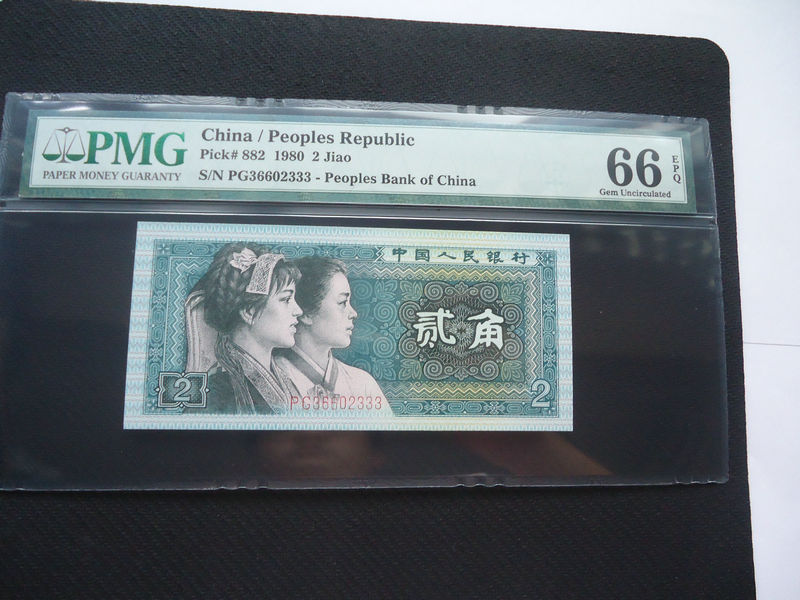 PMG
PAPER MONEY GUARANTY
China / Peoples Republic
Pick# 882 1980 2 Jiao
S/N PG36602333 - Peoples Bank of China
66 EPQ
Gem Uncirculated
中国人民银行
贰角
2
PG36602333
2